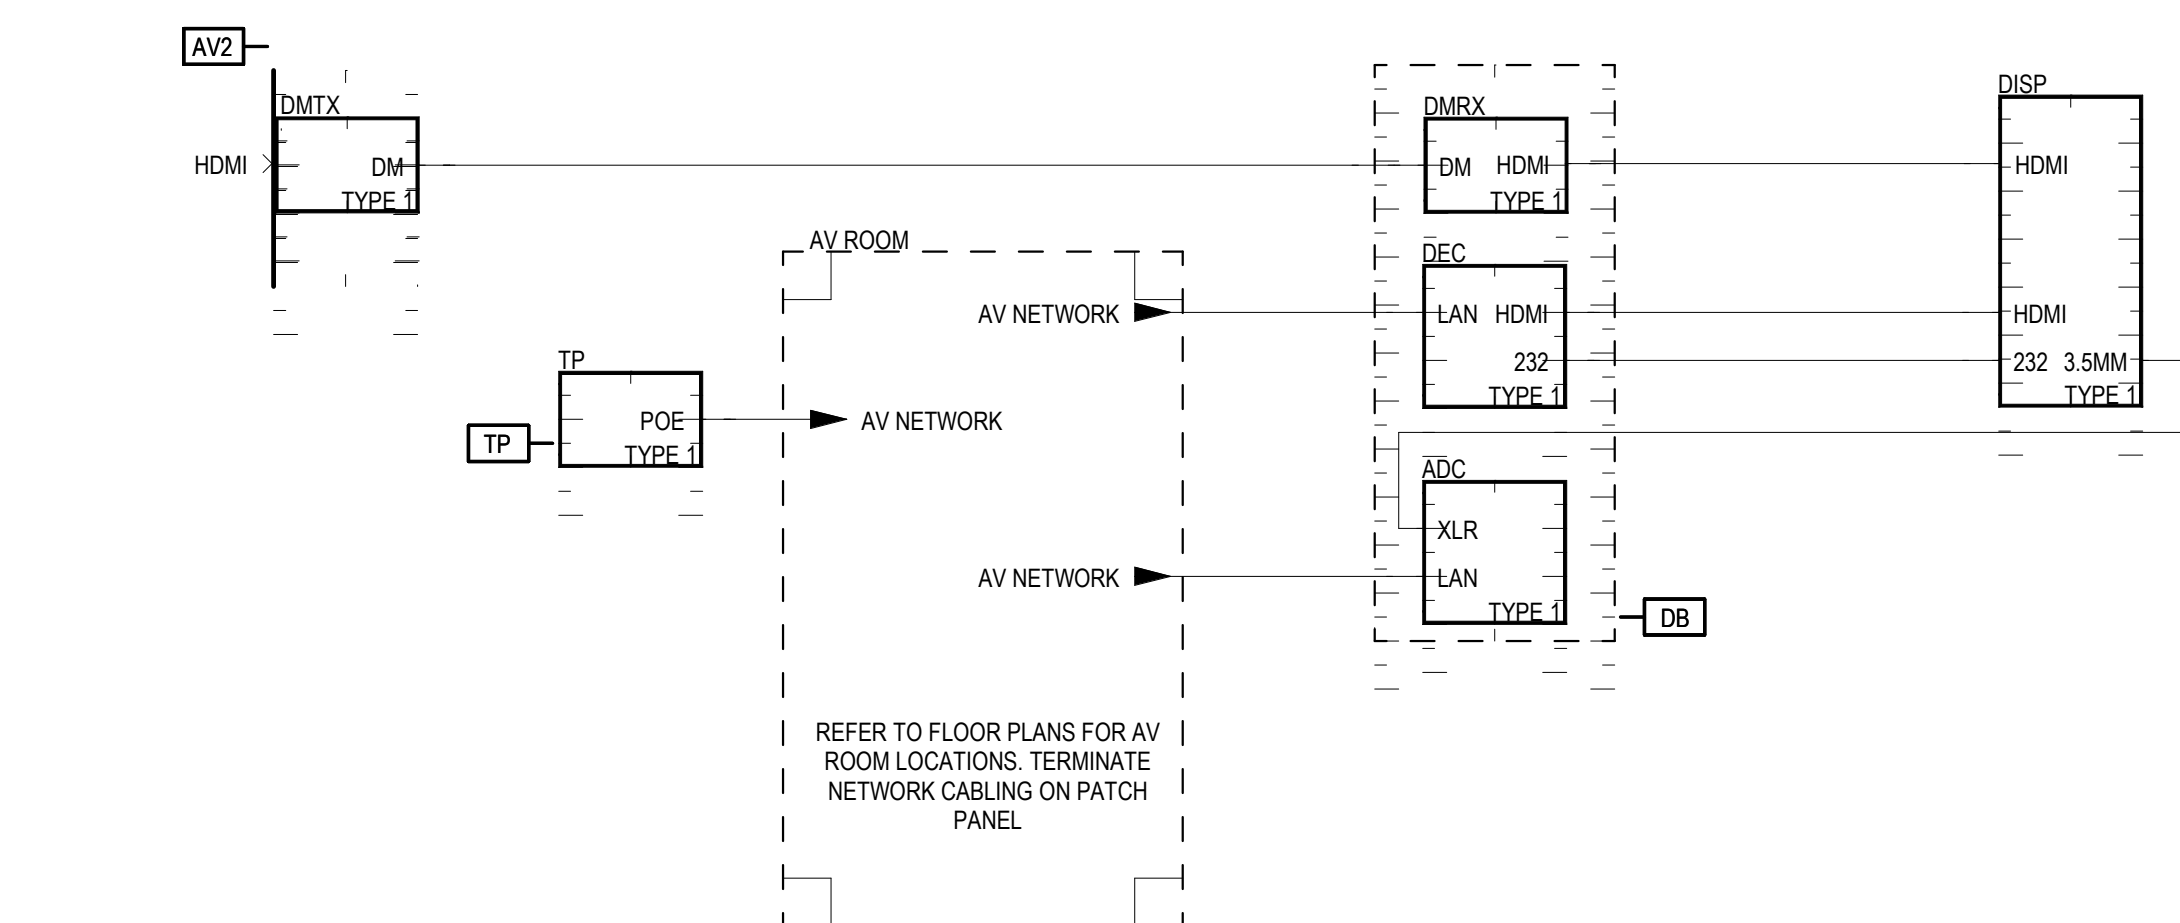 AV2
DMTX
HDMI
DM
TYPE 1
AV ROOM
AV NETWORK
TP
POE
AV NETWORK
TYPE 1
TP
AV NETWORK
REFER TO FLOOR PLANS FOR AV
ROOM LOCATIONS. TERMINATE
NETWORK CABLING ON PATCH
PANEL
DMRX
DM HDMI
TYPE 1
DEC
LAN HDMI
232
TYPE 1
ADC
XLR
LAN
TYPE 1
DB
DISP
HDMI
HDMI
232 3.5MM
TYPE 1